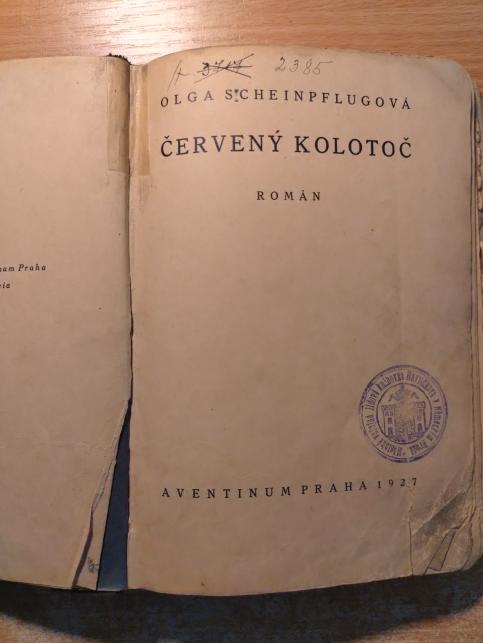 2385
OLGA SCHEINPFLUGOVÁ
ČERVENÝ KOLOTOČ
ROMÁN
num Praha
AVENTINUM PRAHA 1927